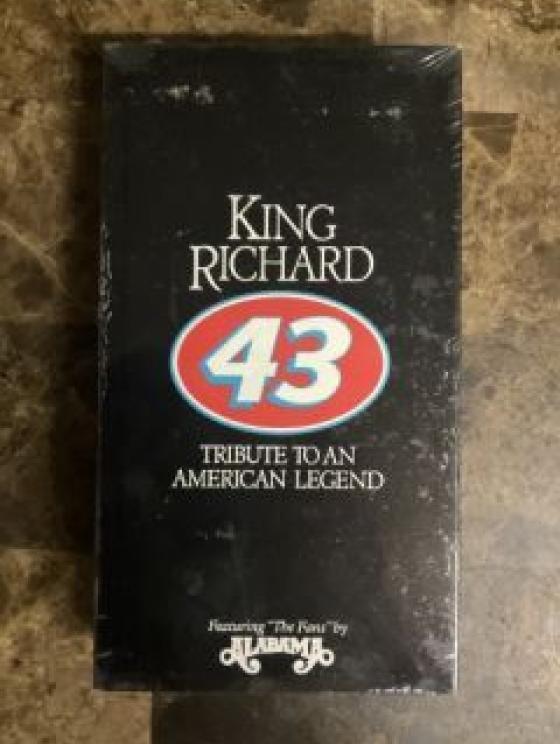 KING
RICHARD
43
TRIBUTE TO AN
AMERICAN LEGEND
Featuring "The Fans" by
ALABAMA